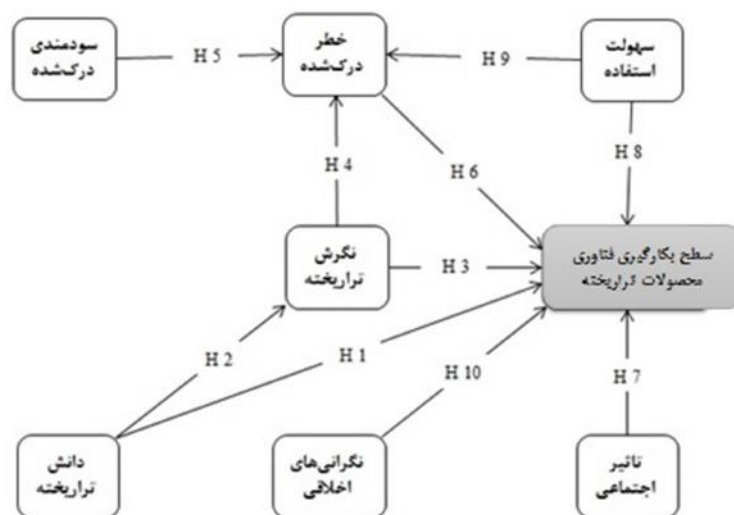 سودمندی
درک‌شده
H 5
خطر
درک‌شده
H 9
سهولت
استفاده
H 4
H 6
H 8
نگرش
تراریخته
H 3
سطح بکارگیری فناوری
محصولات تراریخته
H 2
H 1
H 10
H 7
دانش
تراریخته
نگرانی‌های
اخلاقی
تاثیر
اجتماعی